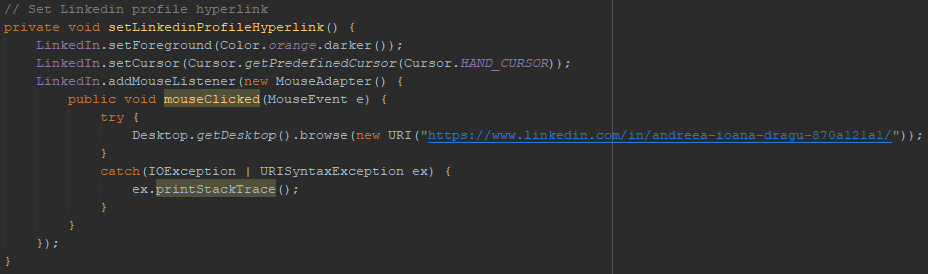 // Set Linkedin profile hyperlink
private void setLinkedinProfileHyperlink() {
    LinkedIn.setForeground(Color.orange.darker());
    LinkedIn.setCursor(Cursor.getPredefinedCursor(Cursor.HAND_CURSOR));
    LinkedIn.addMouseListener(new MouseAdapter() {
        public void mouseClicked(MouseEvent e) {
            try {
                Desktop.getDesktop().browse(new URI("https://www.linkedin.com/in/andreea-ioana-dragu-870a121a1/"));
            }
            catch(IOException | URISyntaxException ex) {
                ex.printStackTrace();
            }
        }
    });
}